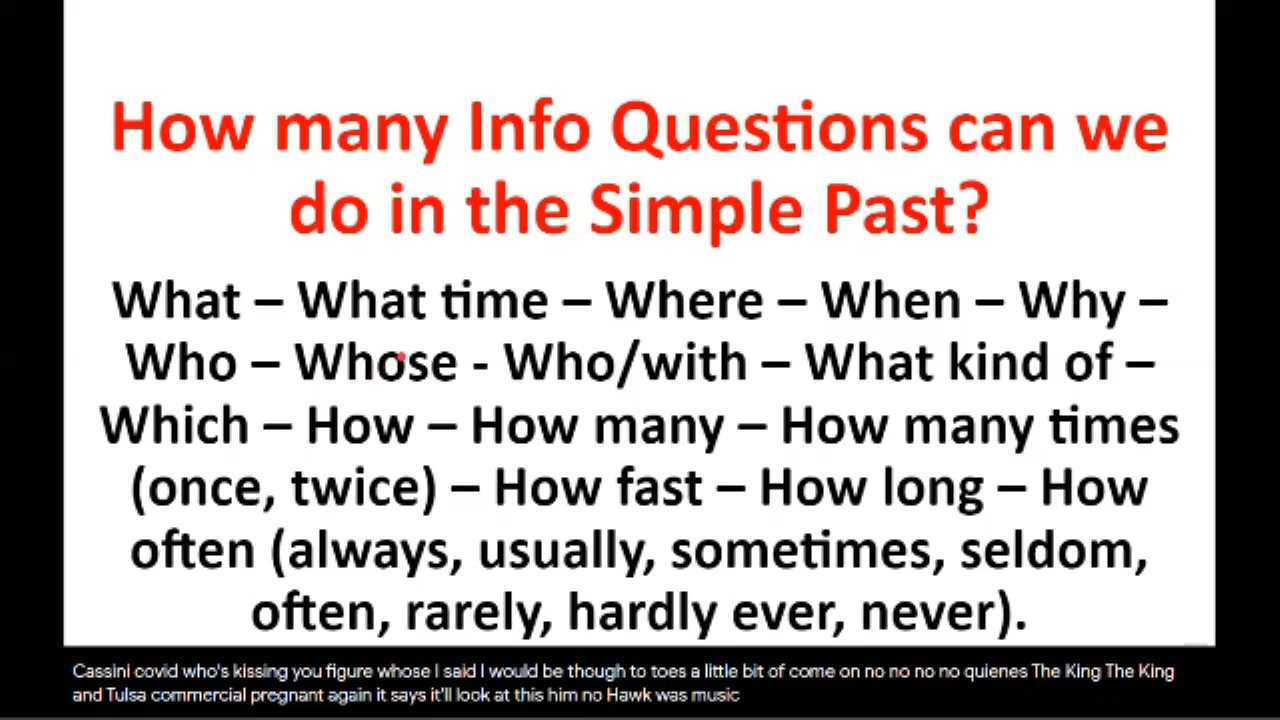 How many Info Questions can we
do in the Simple Past?
What – What time – Where – When – Why –
Who – Whose - Who/with – What kind of –
Which – How – How many – How many times
(once, twice) – How fast – How long – How
often (always, usually, sometimes, seldom,
often, rarely, hardly ever, never).
Cassini covid who's kissing you figure whose I said I would be though to toes a little bit of come on no no no no quienes The King The King
and Tulsa commercial pregnant again it says it'll look at this him no Hawk was music